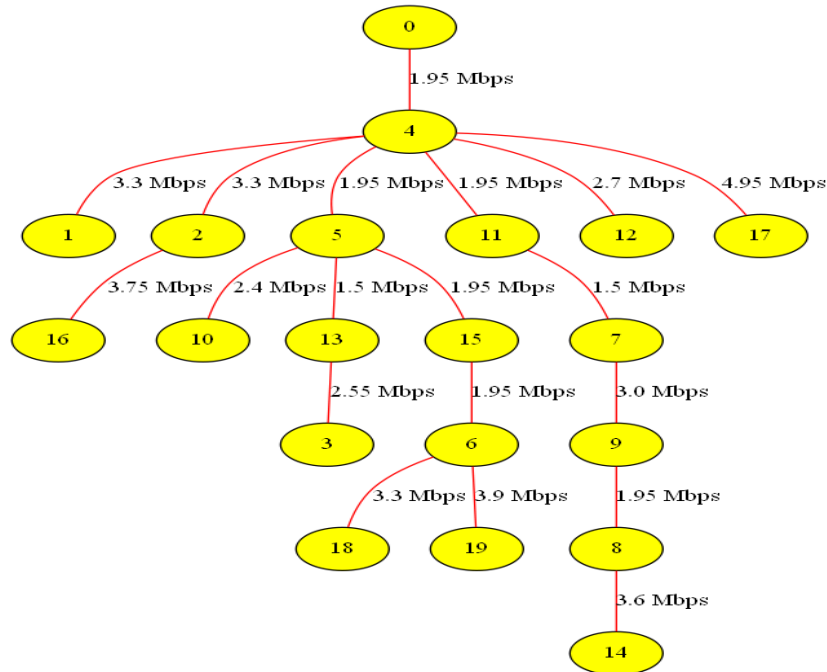 0
1.95 Mbps
4
3.3 Mbps 3.3 Mbps 1.95 Mbps 1.95 Mbps 2.7 Mbps 4.95 Mbps
1 2 5 11 12 17
3.75 Mbps 2.4 Mbps 1.5 Mbps 1.95 Mbps 1.5 Mbps
16 10 13 15 7
2.55 Mbps 1.95 Mbps 3.0 Mbps
3 6 9
3.3 Mbps 3.9 Mbps 1.95 Mbps
18 19 8
3.6 Mbps
14